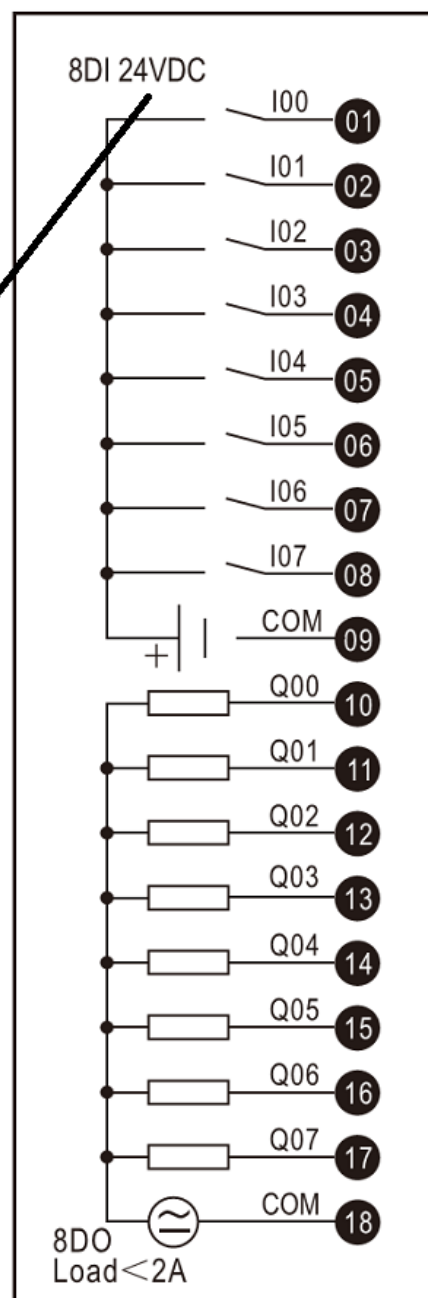 8DI 24VDC
I00 01
I01 02
I02 03
I03 04
I04 05
I05 06
I06 07
I07 08
COM 09
+
Q00 10
Q01 11
Q02 12
Q03 13
Q04 14
Q05 15
Q06 16
Q07 17
COM 18
8DO
Load<2A